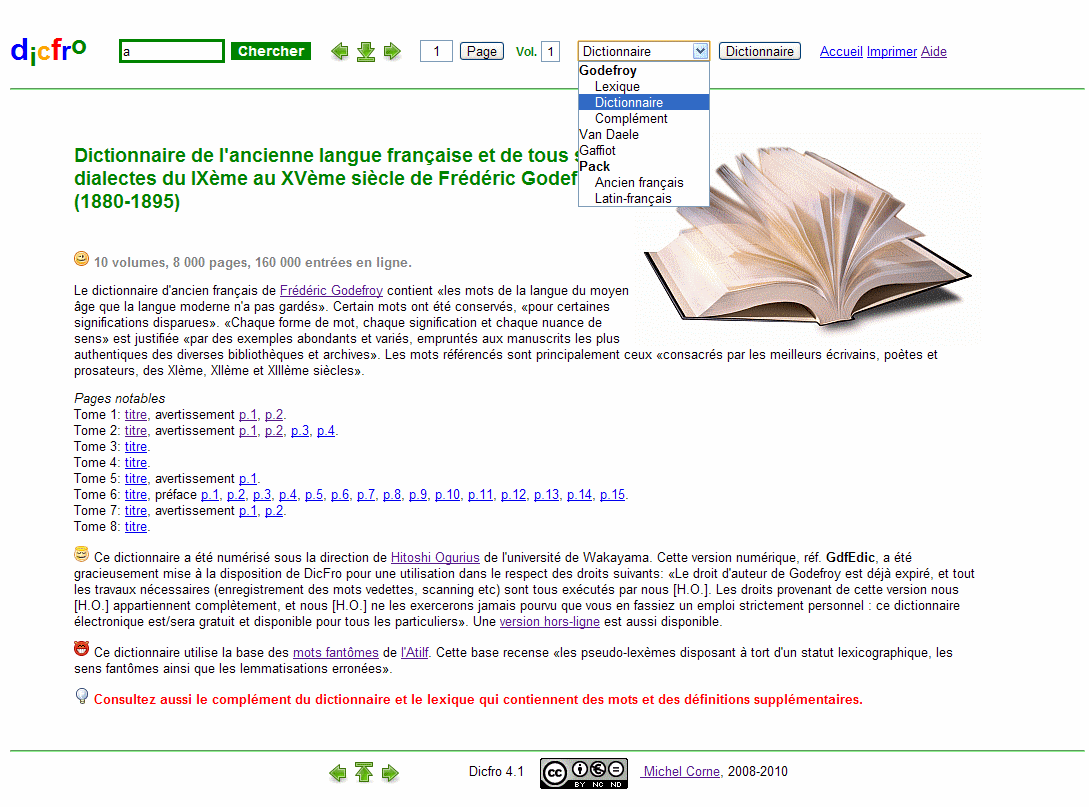 dicfro a Chercher 1 Page Vol. 1 Dictionnaire Dictionnaire Accueil Imprimer Aide
Godefroy
Lexique
Dictionnaire
Complément
Van Daele
Gaffiot
Pack
Ancien français
Latin-français
Dictionnaire de l'ancienne langue française et de tous s
dialectes du IXème au XVème siècle de Frédéric Godef
(1880-1895)
10 volumes, 8 000 pages, 160 000 entrées en ligne.
Le dictionnaire d'ancien français de Frédéric Godefroy contient «les mots de la langue du moyen
âge que la langue moderne n'a pas gardés». Certain mots ont été conservés, «pour certaines
significations disparues». «Chaque forme de mot, chaque signification et chaque nuance de
sens» est justifiée «par des exemples abondants et variés, empruntés aux manuscrits les plus
authentiques des diverses bibliothèques et archives». Les mots référencés sont principalement ceux «consacrés par les meilleurs écrivains, poètes et
prosateurs, des XIème, XIIème et XIIIème siècles».
Pages notables
Tome 1: titre, avertissement p.1, p.2.
Tome 2: titre, avertissement p.1, p.2, p.3, p.4.
Tome 3: titre.
Tome 4: titre.
Tome 5: titre, avertissement p.1.
Tome 6: titre, préface p.1, p.2, p.3, p.4, p.5, p.6, p.7, p.8, p.9, p.10, p.11, p.12, p.13, p.14, p.15.
Tome 7: titre, avertissement p.1, p.2.
Tome 8: titre.
Ce dictionnaire a été numérisé sous la direction de Hitoshi Ogurius de l'université de Wakayama. Cette version numérique, réf. GdfEdic, a été
gracieusement mise à la disposition de DicFro pour une utilisation dans le respect des droits suivants: «Le droit d'auteur de Godefroy est déjà expiré, et tout
les travaux nécessaires (enregistrement des mots vedettes, scanning etc) sont tous exécutés par nous [H.O.]. Les droits provenant de cette version nous
[H.O.] appartiennent complètement, et nous [H.O.] ne les exercerons jamais pourvu que vous en fassiez un emploi strictement personnel : ce dictionnaire
électronique est/sera gratuit et disponible pour tous les particuliers». Une version hors-ligne est aussi disponible.
Ce dictionnaire utilise la base des mots fantômes de l'Atilf. Cette base recense «les pseudo-lexèmes disposant à tort d'un statut lexicographique, les
sens fantômes ainsi que les lemmatisations erronées».
Consultez aussi le complément du dictionnaire et le lexique qui contiennent des mots et des définitions supplémentaires.
Dicfro 4.1 cc BY NC ND Michel Corne, 2008-2010